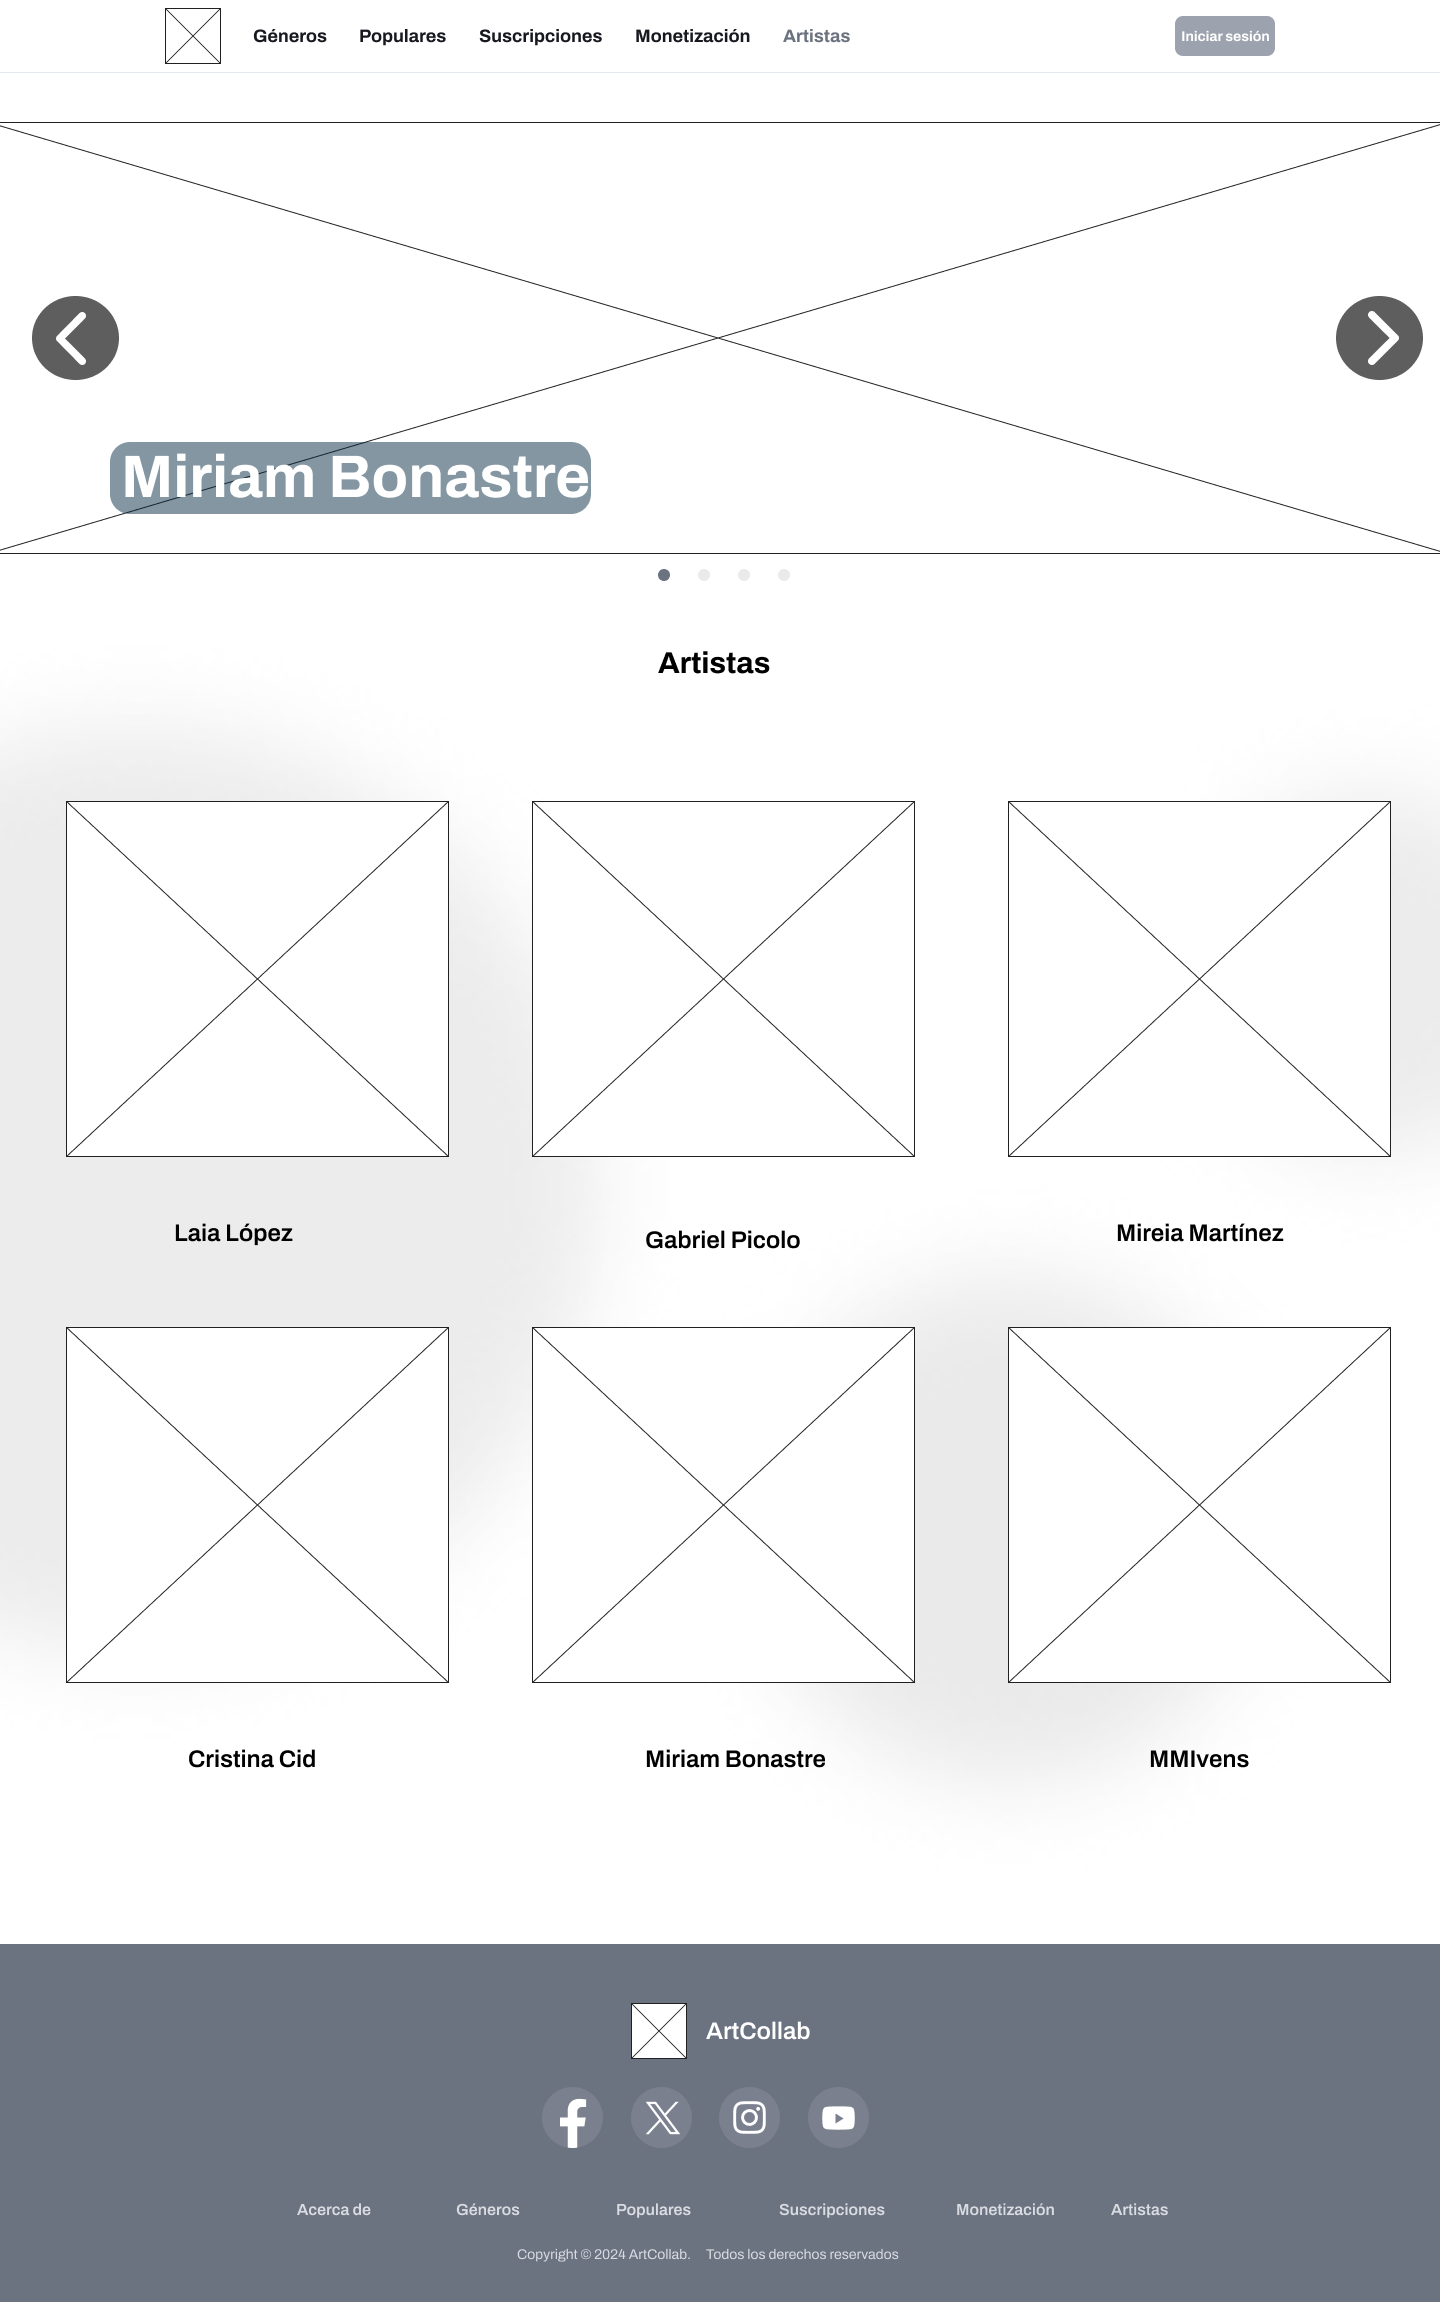 Géneros Populares Suscripciones Monetización Artistas Iniciar sesión
Miriam Bonastre
Artistas
Laia López Gabriel Picolo Mireia Martínez
Cristina Cid Miriam Bonastre MMIvens
ArtCollab
Acerca de Géneros Populares Suscripciones Monetización Artistas
Copyright © 2024 ArtCollab. Todos los derechos reservados